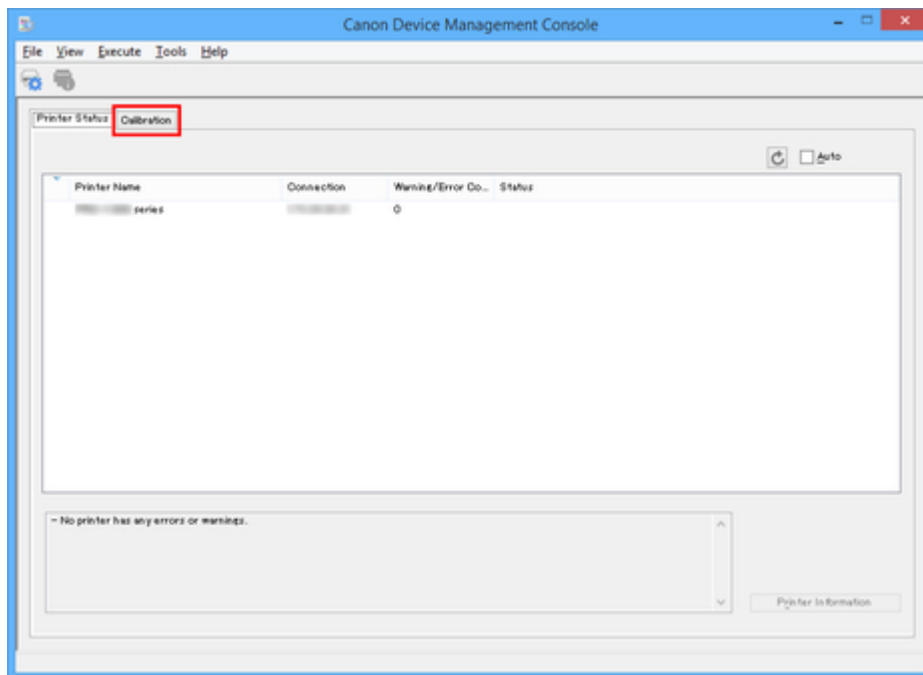 Canon Device Management Console
File View Execute Tools Help
Printer Status Calibration
Auto
Printer Name Connection Warning/Error Co... Status
series 0
- No printer has any errors or warnings.
Printer Information